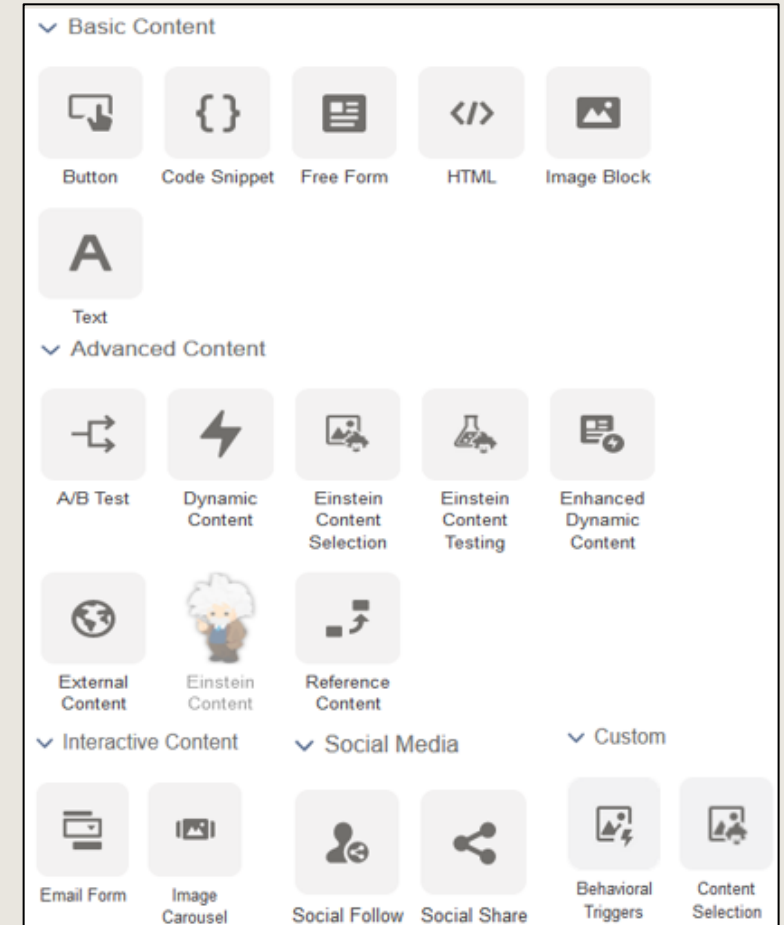 Basic Content
Button Code Snippet Free Form HTML Image Block
A
Text
Advanced Content
A/B Test Dynamic Content Einstein Content Selection Einstein Content Testing Enhanced Dynamic Content
External Content Einstein Content Reference Content
Interactive Content Social Media Custom
Email Form Image Carousel Social Follow Social Share Behavioral Triggers Content Selection